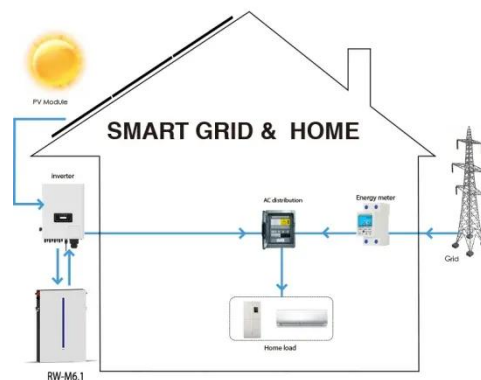 PV Module
SMART GRID & HOME
Inverter
AC distribution
Energy meter
Grid
Home load
RW-M6.1